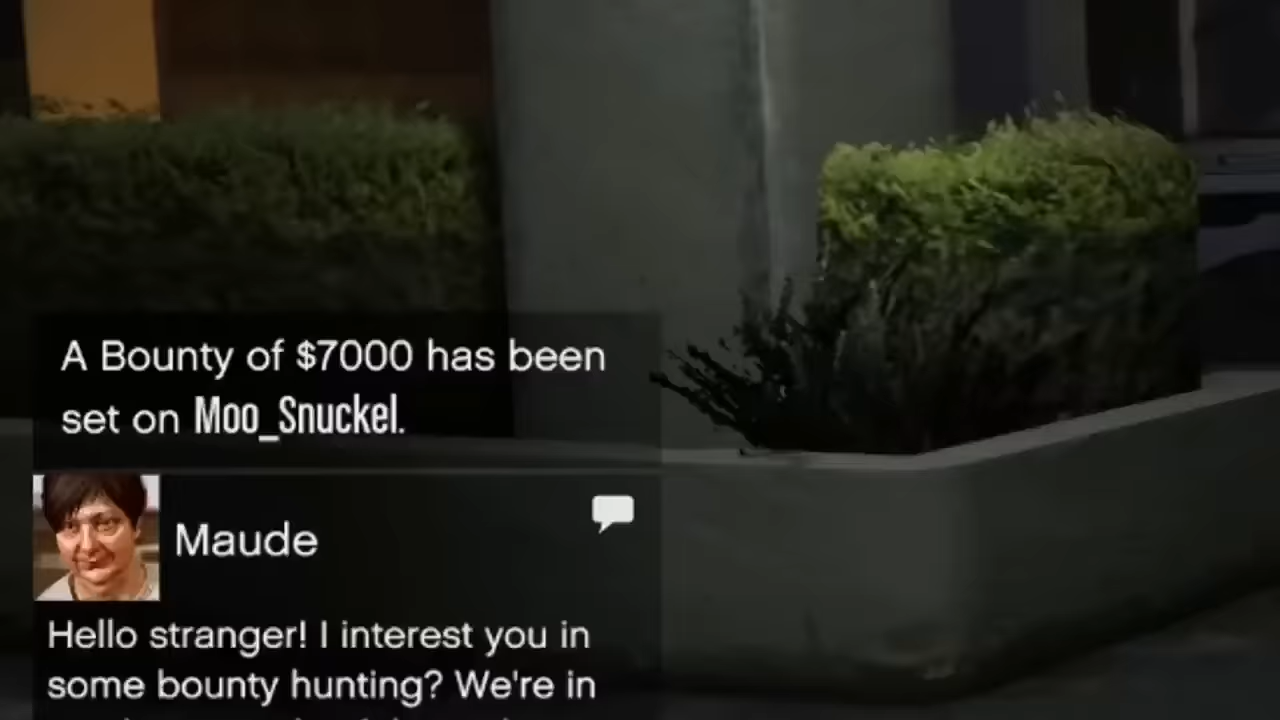 A Bounty of $7000 has been
set on Moo_Snuckel.
Maude
Hello stranger! I interest you in
some bounty hunting? We're in